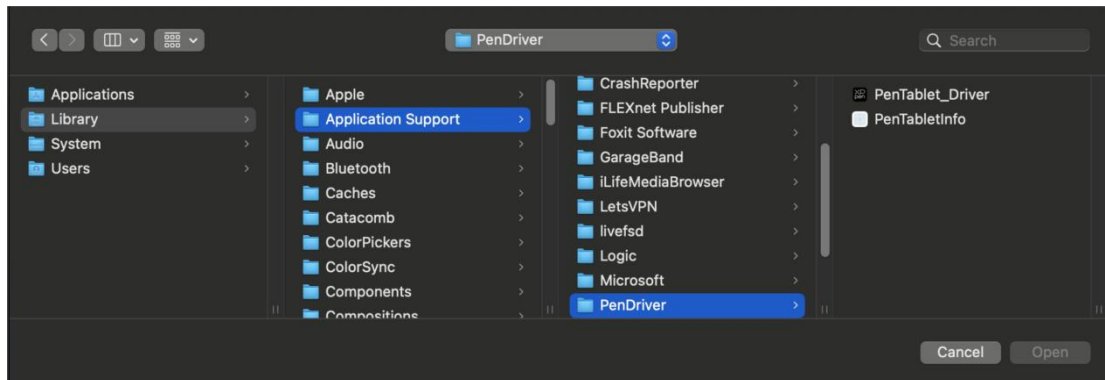 PenDriver
Search
Applications
Library
System
Users
Apple
Application Support
Audio
Bluetooth
Caches
Catacomb
ColorPickers
ColorSync
Components
Compositions
CrashReporter
FLEXnet Publisher
Foxit Software
GarageBand
iLifeMediaBrowser
LetsVPN
livefsd
Logic
Microsoft
PenDriver
PenTablet_Driver
PenTabletInfo
Cancel
Open